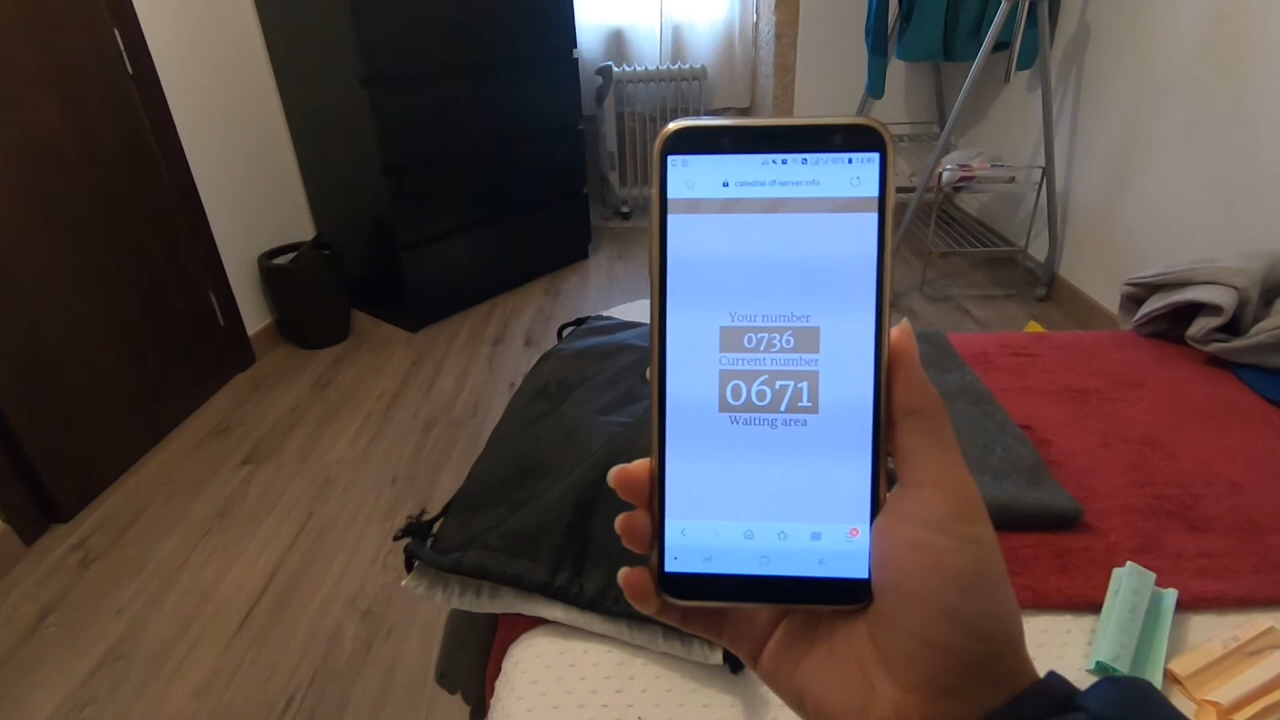 catedral.df-server.info
Your number
0736
Current number
0671
Waiting area